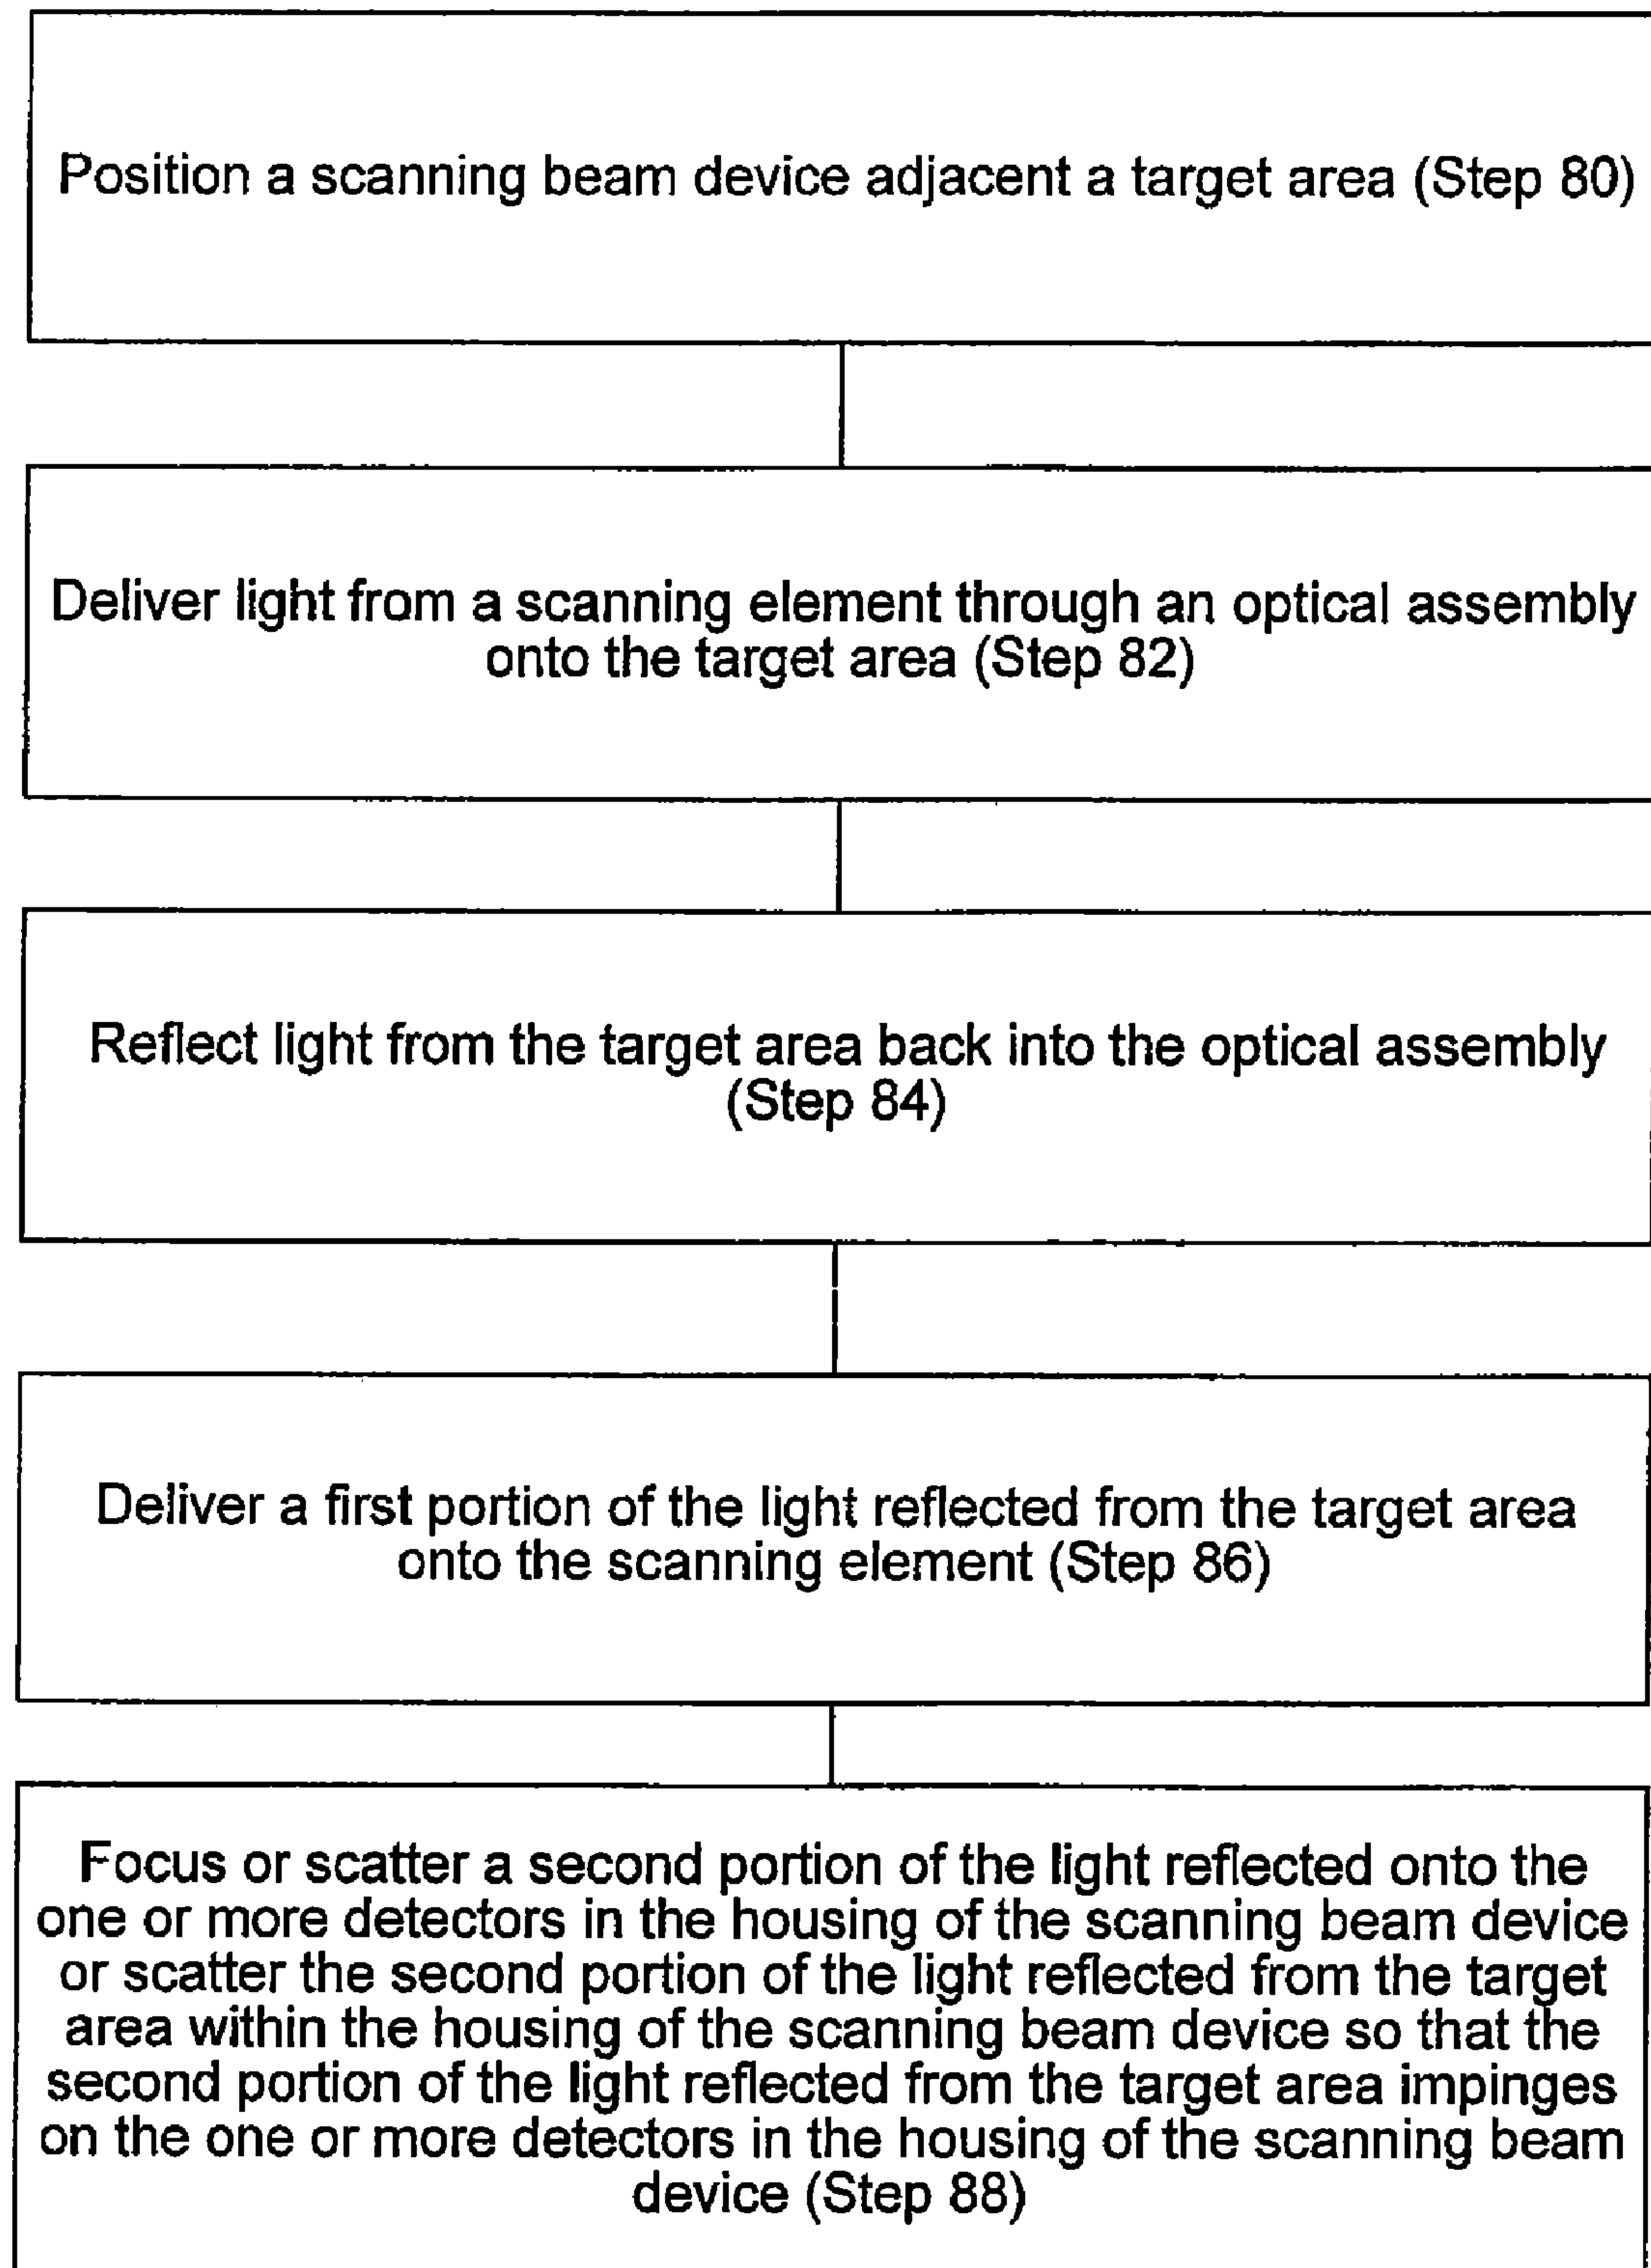 Position a scanning beam device adjacent a target area (Step 80)
Deliver light from a scanning element through an optical assembly
onto the target area (Step 82)
Reflect light from the target area back into the optical assembly
(Step 84)
Deliver a first portion of the light reflected from the target area
onto the scanning element (Step 86)
Focus or scatter a second portion of the light reflected onto the
one or more detectors in the housing of the scanning beam device
or scatter the second portion of the light reflected from the target
area within the housing of the scanning beam device so that the
second portion of the light reflected from the target area impinges
on the one or more detectors in the housing of the scanning beam
device (Step 88)